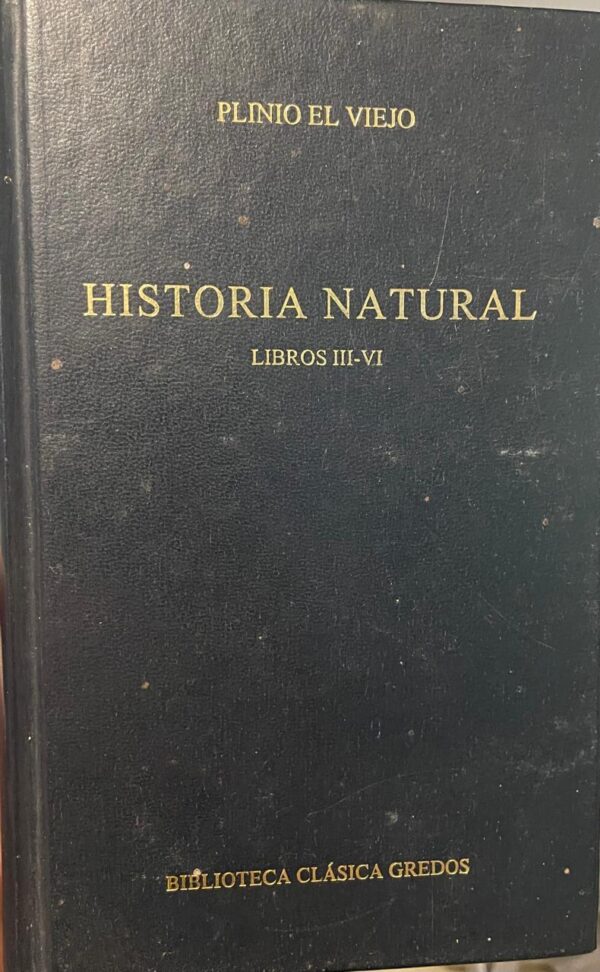 PLINIO EL VIEJO
HISTORIA NATURAL
LIBROS III-VI
BIBLIOTECA CLÁSICA GREDOS